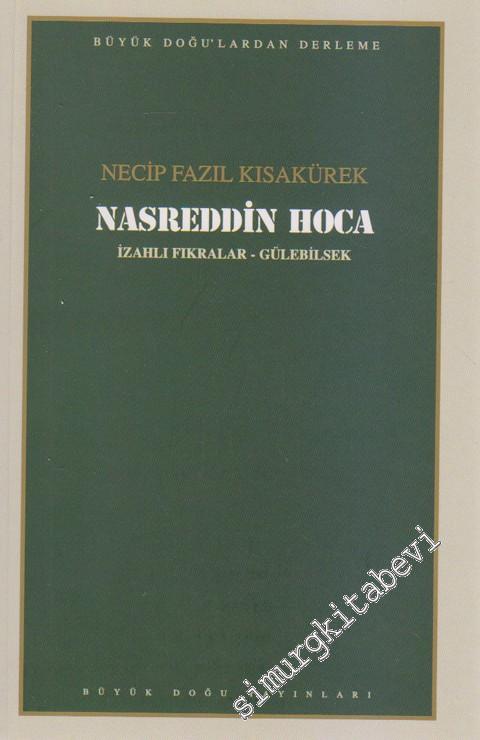 BÜYÜK DOĞU'LARDAN DERLEME
NECİP FAZIL KISAKÜREK
NASREDDİN HOCA
İZAHLI FIKRALAR - GÜLEBİLSEK
BÜYÜK DOĞU YAYINLARI
simurgkitabevi